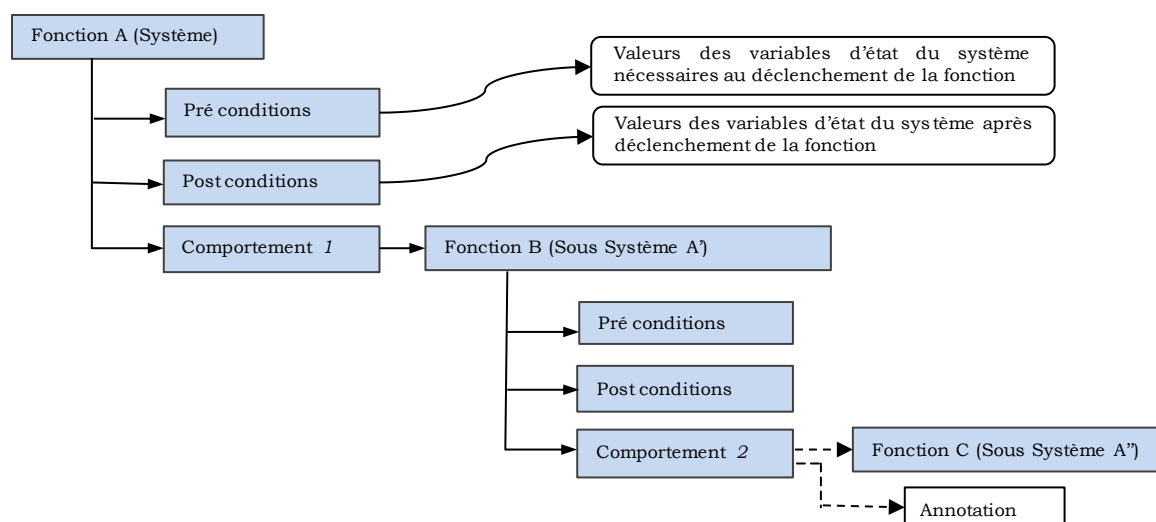 Fonction A (Système)
Valeurs des variables d'état du système
nécessaires au déclenchement de la fonction
Pré conditions
Valeurs des variables d'état du système après
déclenchement de la fonction
Post conditions
Comportement 1
Fonction B (Sous Système A')
Pré conditions
Post conditions
Comportement 2
Fonction C (Sous Système A'')
Annotation